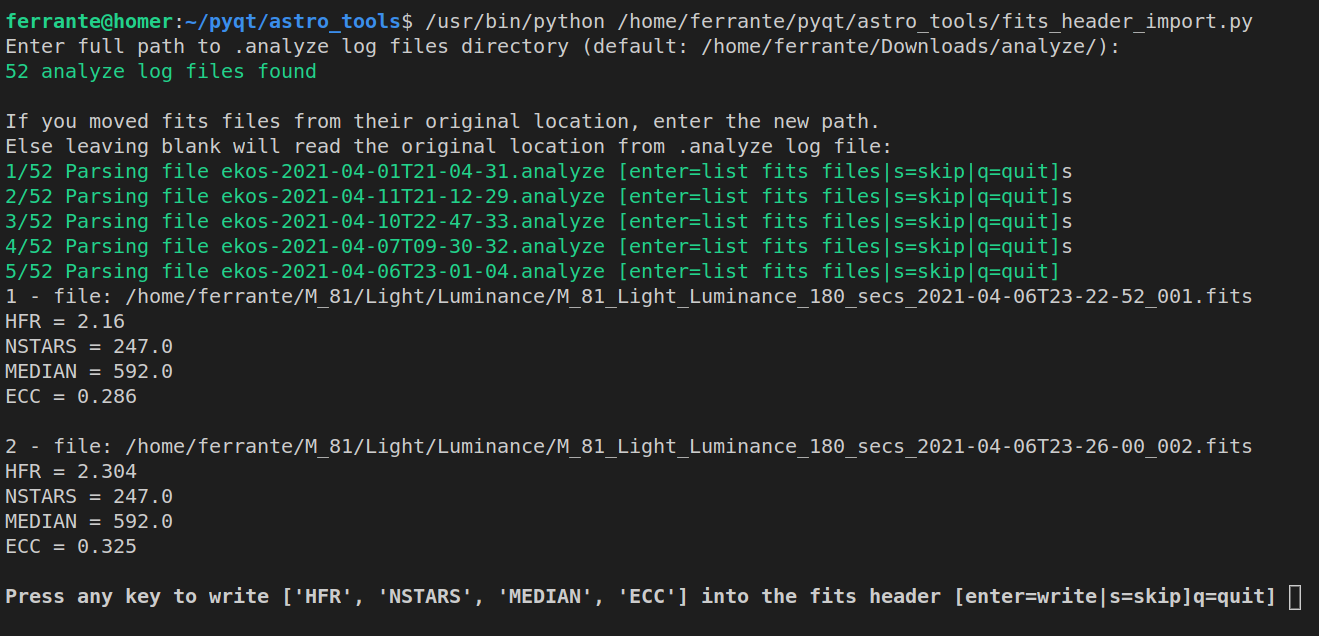 ferrante@homer:~/pyqt/astro_tools$ /usr/bin/python /home/ferrante/pyqt/astro_tools/fits_header_import.py
Enter full path to .analyze log files directory (default: /home/ferrante/Downloads/analyze/):
52 analyze log files found
If you moved fits files from their original location, enter the new path.
Else leaving blank will read the original location from .analyze log file:
1/52 Parsing file ekos-2021-04-01T21-04-31.analyze [enter=list fits files|s=skip|q=quit]s
2/52 Parsing file ekos-2021-04-11T21-12-29.analyze [enter=list fits files|s=skip|q=quit]s
3/52 Parsing file ekos-2021-04-10T22-47-33.analyze [enter=list fits files|s=skip|q=quit]s
4/52 Parsing file ekos-2021-04-07T09-30-32.analyze [enter=list fits files|s=skip|q=quit]s
5/52 Parsing file ekos-2021-04-06T23-01-04.analyze [enter=list fits files|s=skip|q=quit]
1 - file: /home/ferrante/M_81/Light/Luminance/M_81_Light_Luminance_180_secs_2021-04-06T23-22-52_001.fits
HFR = 2.16
NSTARS = 247.0
MEDIAN = 592.0
ECC = 0.286
2 - file: /home/ferrante/M_81/Light/Luminance/M_81_Light_Luminance_180_secs_2021-04-06T23-26-00_002.fits
HFR = 2.304
NSTARS = 247.0
MEDIAN = 592.0
ECC = 0.325
Press any key to write ['HFR', 'NSTARS', 'MEDIAN', 'ECC'] into the fits header [enter=write|s=skip]q=quit]